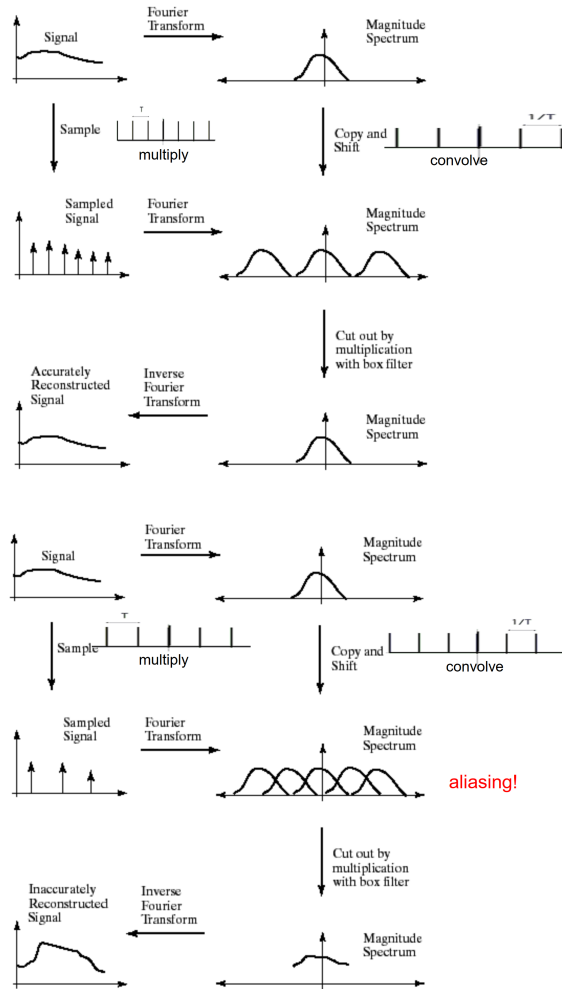 Signal
Fourier
Transform
Magnitude
Spectrum
Sample
T
multiply
Copy and
Shift
1/T
convolve
Sampled
Signal
Fourier
Transform
Magnitude
Spectrum
Cut out by
multiplication
with box filter
Accurately
Reconstructed
Signal
Inverse
Fourier
Transform
Magnitude
Spectrum
Signal
Fourier
Transform
Magnitude
Spectrum
Sample
T
multiply
Copy and
Shift
1/T
convolve
Sampled
Signal
Fourier
Transform
Magnitude
Spectrum
aliasing!
Cut out by
multiplication
with box filter
Inaccurately
Reconstructed
Signal
Inverse
Fourier
Transform
Magnitude
Spectrum